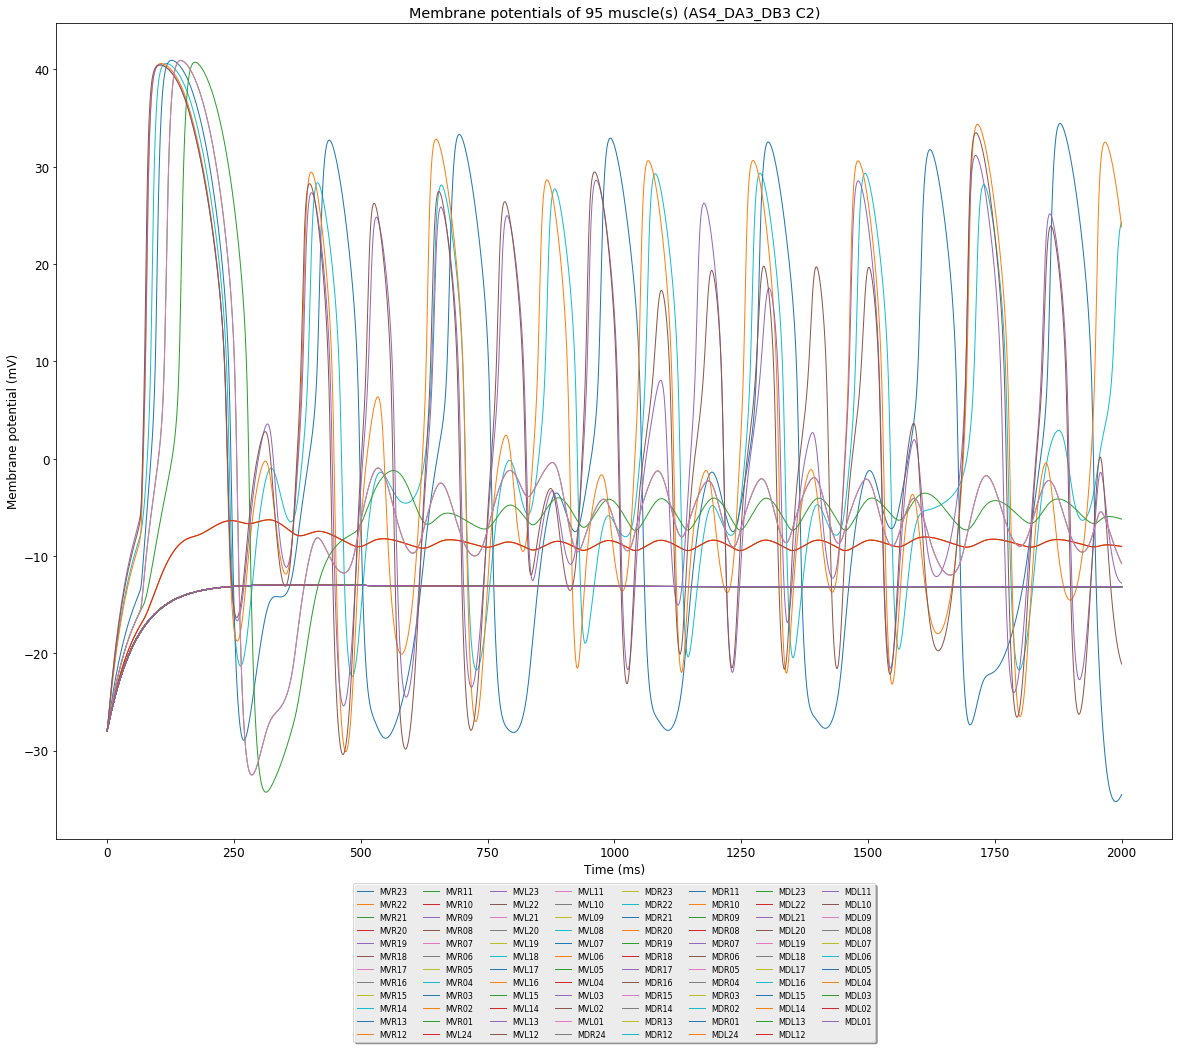 Membrane potentials of 95 muscle(s) (AS4_DA3_DB3 C2)
Membrane potential (mV)
40
30
20
10
0
−10
−20
−30
0 250 500 750 1000 1250 1500 1750 2000
Time (ms)
MVR23 MVR11 MVL23 MVL11 MDR23 MDR11 MDL23 MDL11
MVR22 MVR10 MVL22 MVL10 MDR22 MDR10 MDL22 MDL10
MVR21 MVR09 MVL21 MVL09 MDR21 MDR09 MDL21 MDL09
MVR20 MVR08 MVL20 MVL08 MDR20 MDR08 MDL20 MDL08
MVR19 MVR07 MVL19 MVL07 MDR19 MDR07 MDL19 MDL07
MVR18 MVR06 MVL18 MVL06 MDR18 MDR06 MDL18 MDL06
MVR17 MVR05 MVL17 MVL05 MDR17 MDR05 MDL17 MDL05
MVR16 MVR04 MVL16 MVL04 MDR16 MDR04 MDL16 MDL04
MVR15 MVR03 MVL15 MVL03 MDR15 MDR03 MDL15 MDL03
MVR14 MVR02 MVL14 MVL02 MDR14 MDR02 MDL14 MDL02
MVR13 MVR01 MVL13 MVL01 MDR13 MDR01 MDL13 MDL01
MVR12 MVL24 MVL12 MDR24 MDR12 MDL24 MDL12